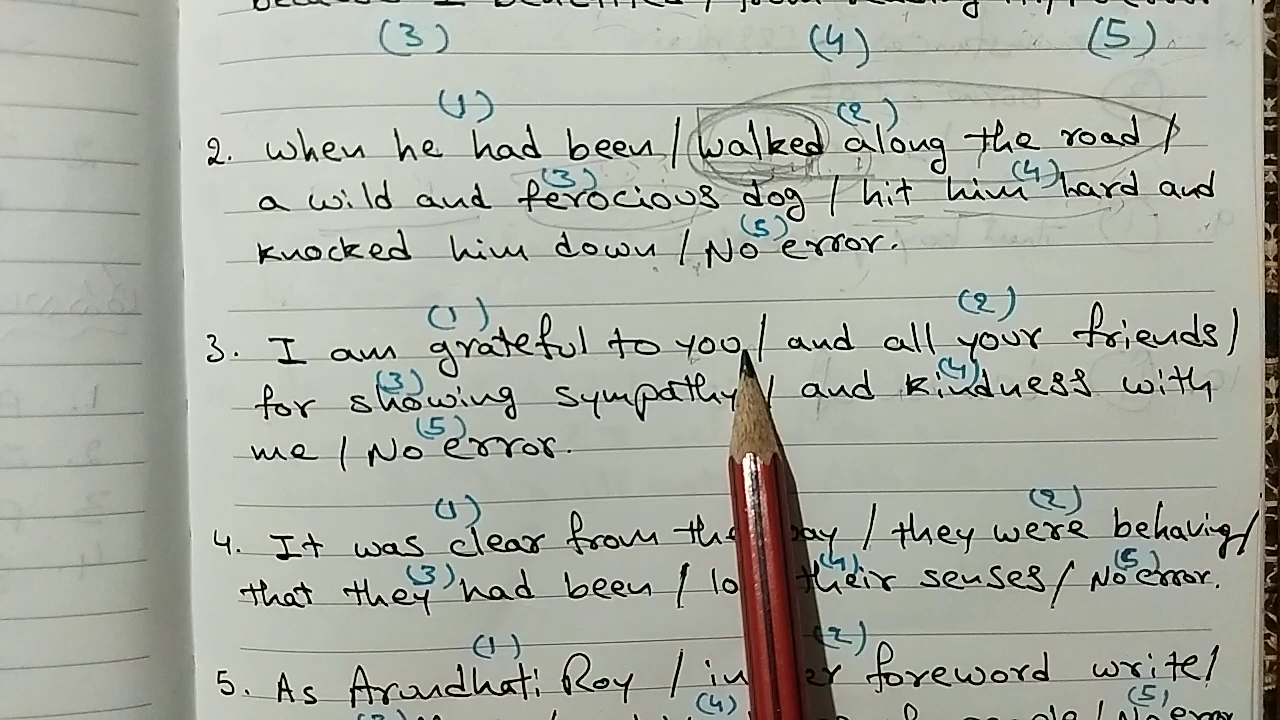 (3) (4) (5)
(1) (2)
2. When he had been / walked along the road /
(3) (4)
a wild and ferocious dog / hit him hard and
(5)
knocked him down / No error.
(1) (2)
3. I am grateful to you / and all your friends /
(3) (4)
for showing sympathy / and kindness with
(5)
me / No error.
(1) (2)
4. It was clear from the / they were behaving /
(3) (4) (5)
that they had been / their senses / No error.
(1) (2)
5. As Arundhati Roy / in foreword write /
(4) (5)